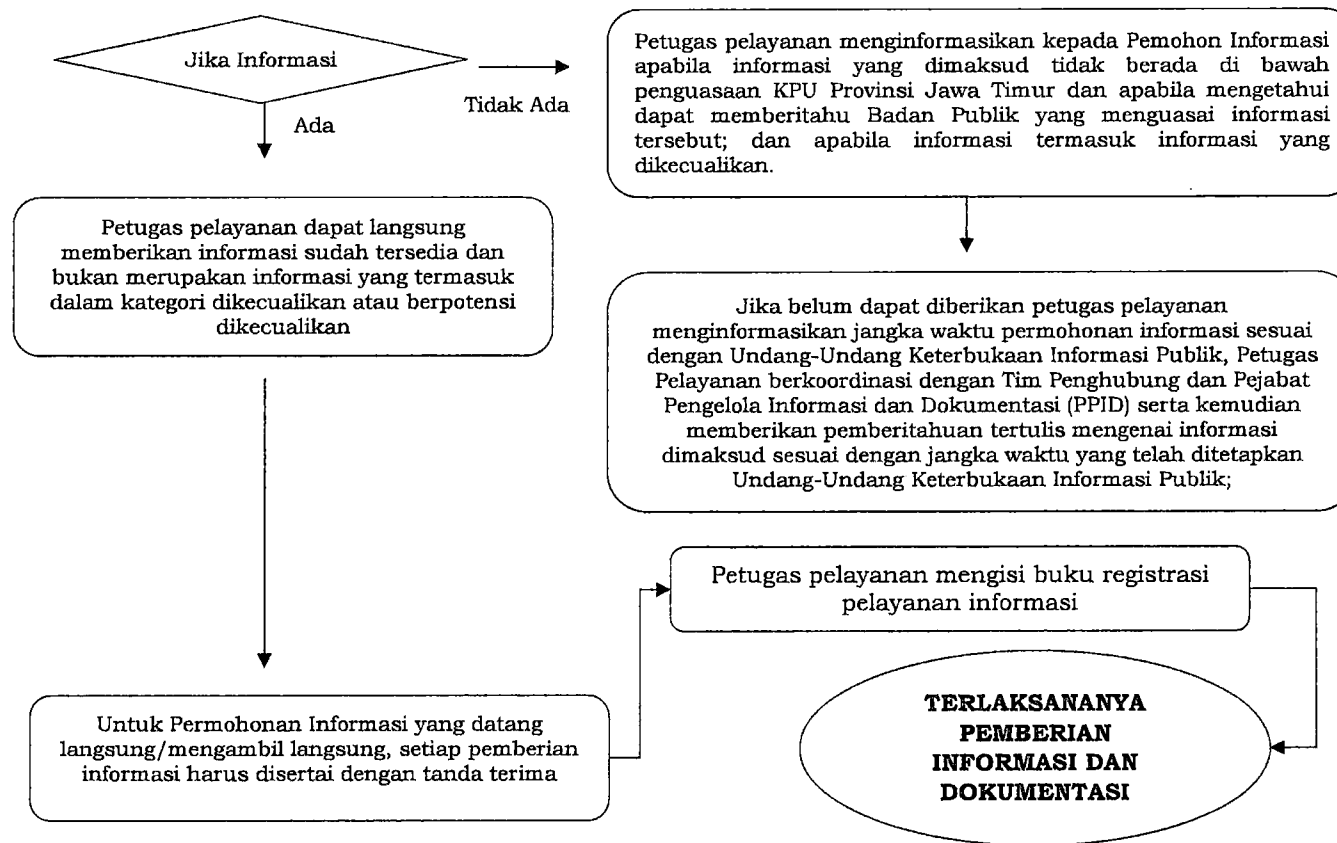 Jika Informasi
Tidak Ada
Ada
Petugas pelayanan menginformasikan kepada Pemohon Informasi
apabila informasi yang dimaksud tidak berada di bawah
penguasaan KPU Provinsi Jawa Timur dan apabila mengetahui
dapat memberitahu Badan Publik yang menguasai informasi
tersebut; dan apabila informasi termasuk informasi yang
dikecualikan.
Petugas pelayanan dapat langsung
memberikan informasi sudah tersedia dan
bukan merupakan informasi yang termasuk
dalam kategori dikecualikan atau berpotensi
dikecualikan
Jika belum dapat diberikan petugas pelayanan
menginformasikan jangka waktu permohonan informasi sesuai
dengan Undang-Undang Keterbukaan Informasi Publik, Petugas
Pelayanan berkoordinasi dengan Tim Penghubung dan Pejabat
Pengelola Informasi dan Dokumentasi (PPID) serta kemudian
memberikan pemberitahuan tertulis mengenai informasi
dimaksud sesuai dengan jangka waktu yang telah ditetapkan
Undang-Undang Keterbukaan Informasi Publik;
Untuk Permohonan Informasi yang datang
langsung/mengambil langsung, setiap pemberian
informasi harus disertai dengan tanda terima
Petugas pelayanan mengisi buku registrasi
pelayanan informasi
TERLAKSANANYA
PEMBERIAN
INFORMASI DAN
DOKUMENTASI